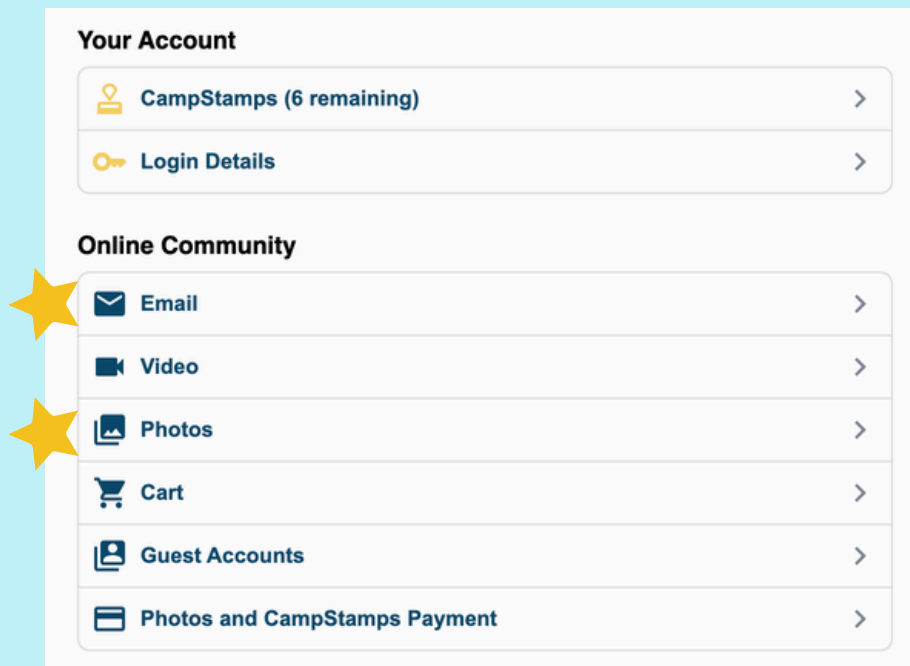 Your Account
CampStamps (6 remaining)
Login Details
Online Community
Email
Video
Photos
Cart
Guest Accounts
Photos and CampStamps Payment